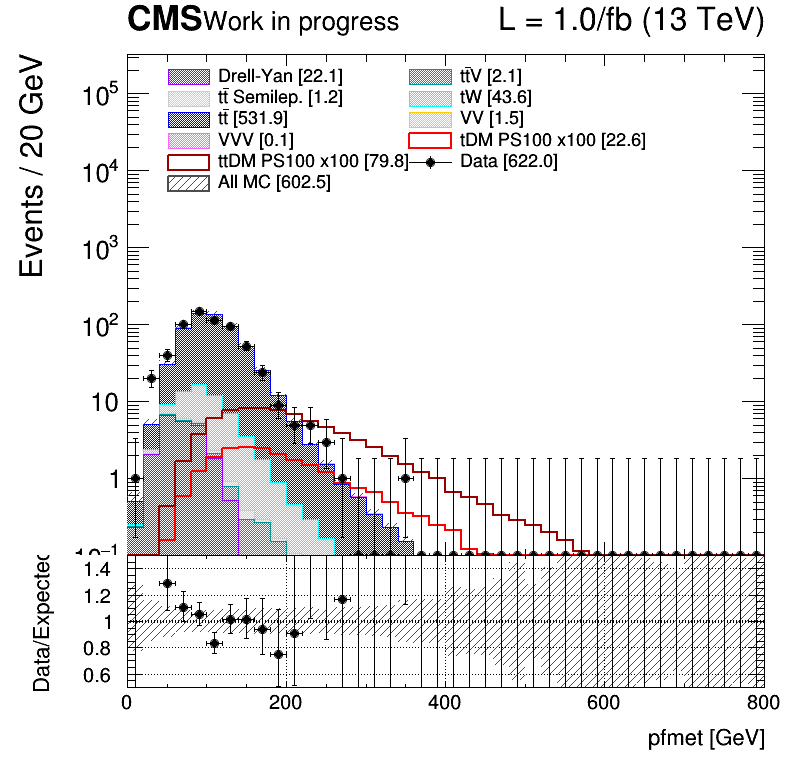 CMS Work in progress L = 1.0/fb (13 TeV)
Events / 20 GeV
Drell-Yan [22.1] tt̄V [2.1]
tt̄ Semilep. [1.2] tW [43.6]
tt̄ [531.9] VV [1.5]
VVV [0.1] tDM PS100 x100 [22.6]
ttDM PS100 x100 [79.8] Data [622.0]
All MC [602.5]
10⁵
10⁴
10³
10²
10
1
10⁻¹
Data/Expected
1.4
1.2
1
0.8
0.6
0 200 400 600 800
pfmet [GeV]